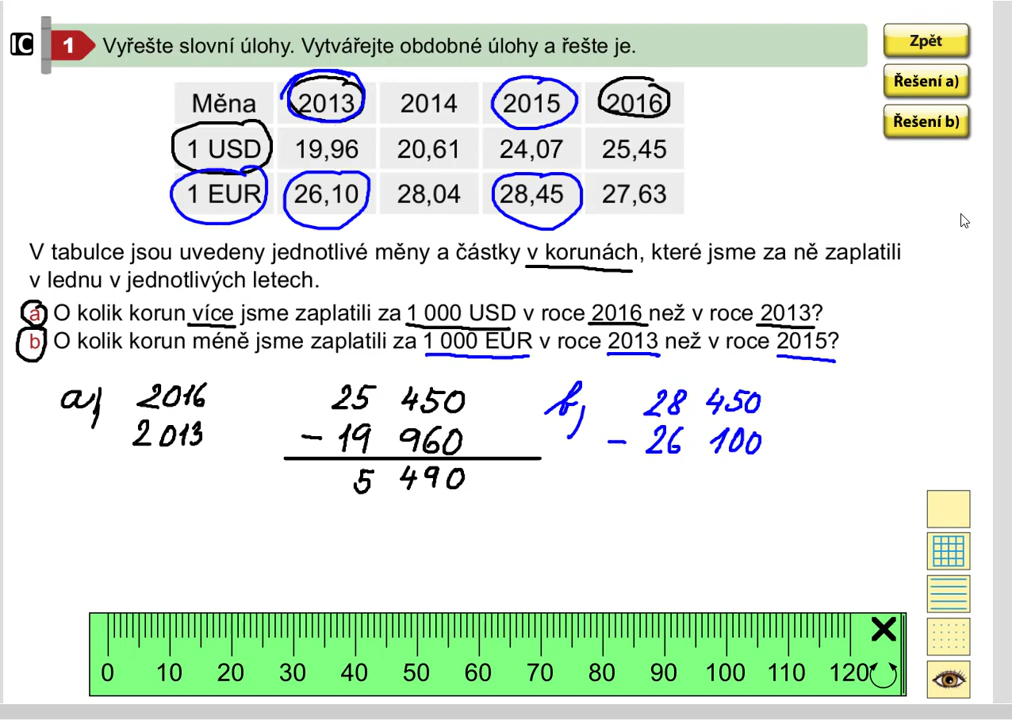 IC 1 Vyřešte slovní úlohy. Vytvářejte obdobné úlohy a řešte je.
Zpět
Řešení a)
Řešení b)
Měna 2013 2014 2015 2016
1 USD 19,96 20,61 24,07 25,45
1 EUR 26,10 28,04 28,45 27,63
V tabulce jsou uvedeny jednotlivé měny a částky v korunách, které jsme za ně zaplatili
v lednu v jednotlivých letech.
a O kolik korun více jsme zaplatili za 1 000 USD v roce 2016 než v roce 2013?
b O kolik korun méně jsme zaplatili za 1 000 EUR v roce 2013 než v roce 2015?
a) 2016 25 450 b) 28 450
2013 - 19 960 - 26 100
5 490
0 10 20 30 40 50 60 70 80 90 100 110 120